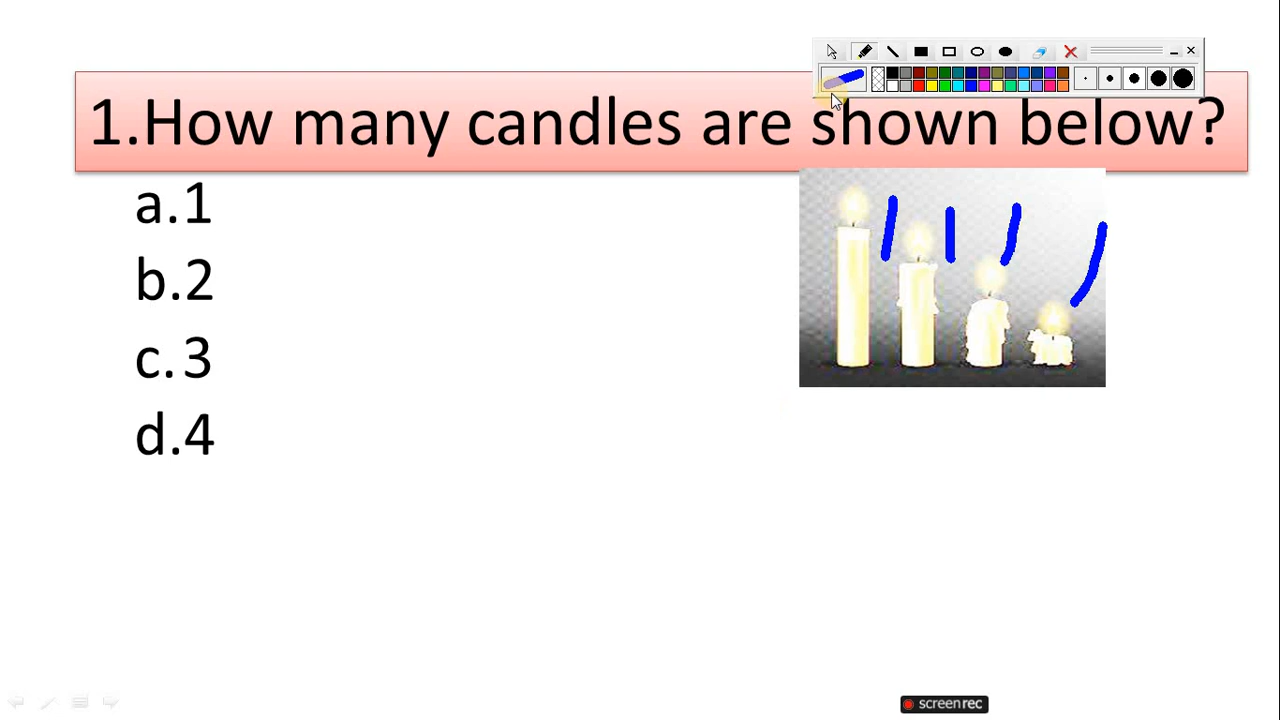 1.How many candles are shown below?
a.1
b.2
c.3
d.4
screenrec